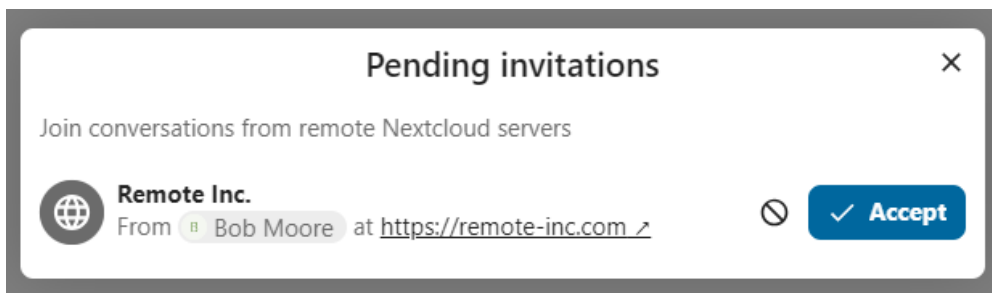 Pending invitations
Join conversations from remote Nextcloud servers
Remote Inc.
From B Bob Moore at https://remote-inc.com ↗
Accept